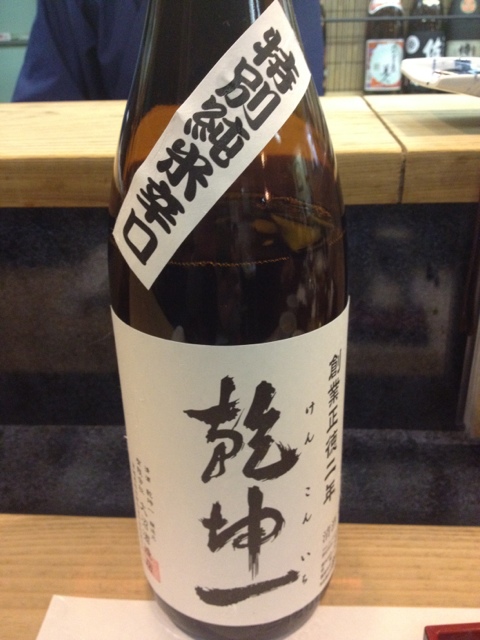 特別純米辛口
創業正徳二年
けんこんいち
乾坤一